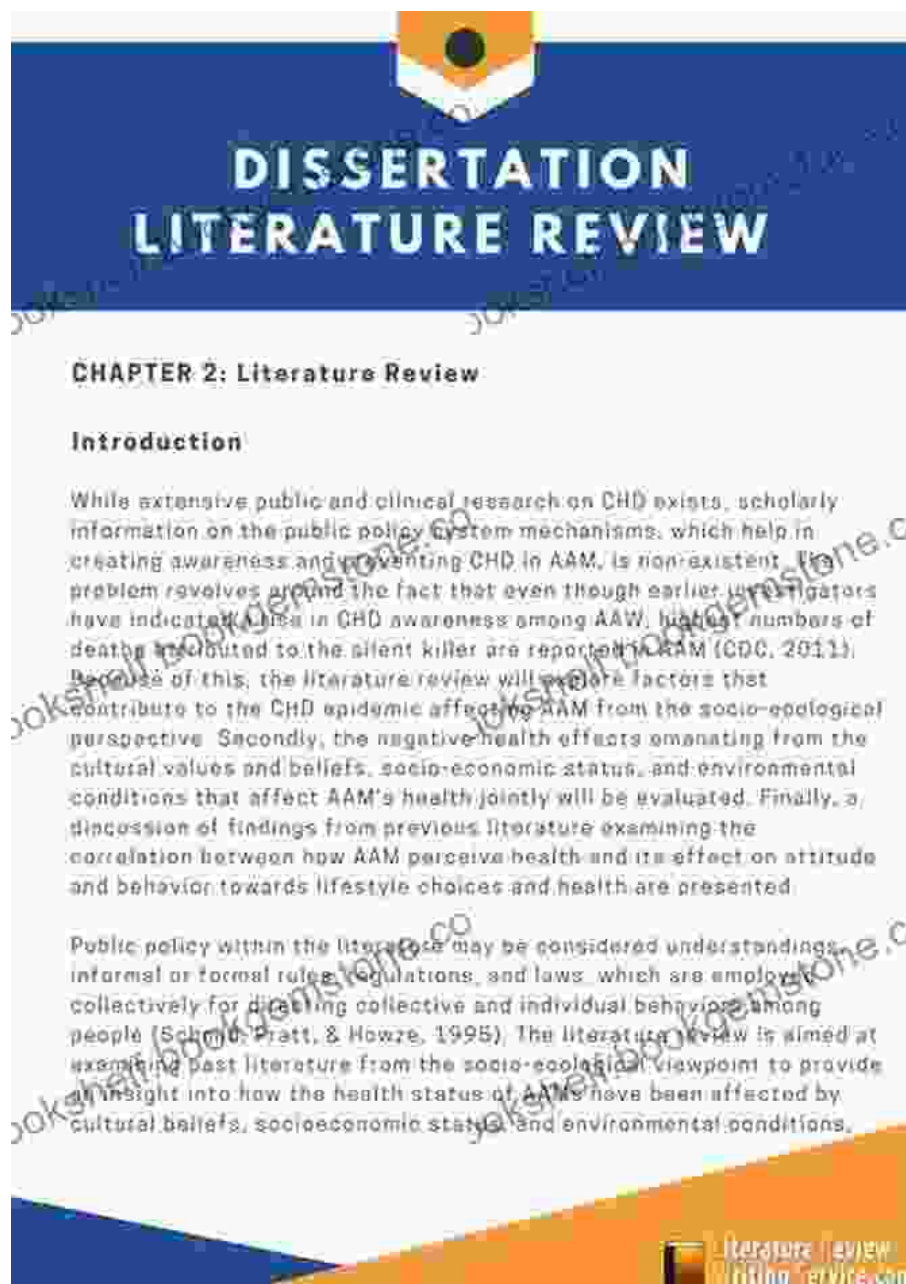 DISSERTATION
LITERATURE REVIEW
CHAPTER 2: Literature Review
Introduction
While extensive public and clinical research on CHD exists, scholarly
information on the public policy system mechanisms, which help in
creating awareness and preventing CHD in AAM, is non-existent. The
problem revolves around the fact that even though earlier investigators
have indicated a rise in CHD awareness among AAW, highest numbers of
deaths attributed to the silent killer are reported in AAM (CDC, 2011).
Because of this, the literature review will explore factors that
contribute to the CHD epidemic affecting AAM from the socio-ecological
perspective. Secondly, the negative health effects emanating from the
cultural values and beliefs, socio-economic status, and environmental
conditions that affect AAM's health jointly will be evaluated. Finally, a
discussion of findings from previous literature examining the
correlation between how AAM perceive health and its effect on attitude
and behavior towards lifestyle choices and health are presented.
Public policy within the literature may be considered understandings,
informal or formal rules, regulations, and laws, which are employed
collectively for directing collective and individual behaviors among
people (Schmid, Pratt, & Howze, 1995). The literature review is aimed at
examining past literature from the socio-ecological viewpoint to provide
an insight into how the health status of AAMs have been affected by
cultural beliefs, socioeconomic status, and environmental conditions,
bookshelf.bookgemstone.co
Literature Review
Writing Service.com